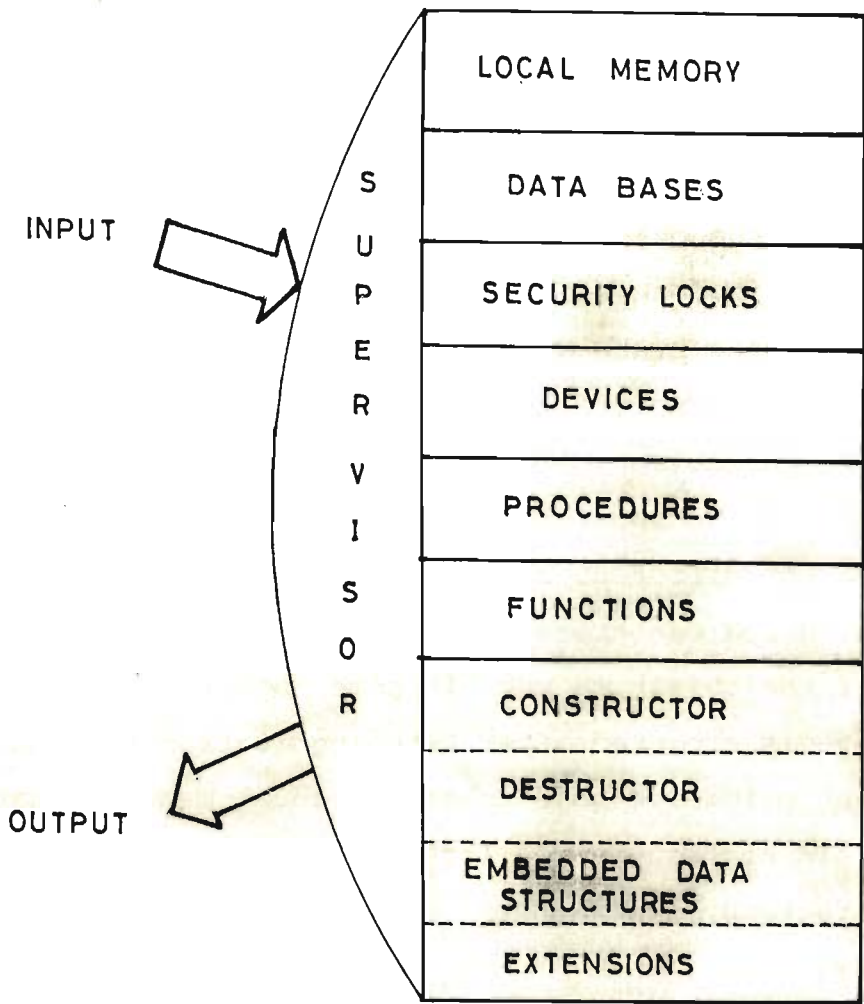 LOCAL MEMORY
DATA BASES
SECURITY LOCKS
DEVICES
PROCEDURES
FUNCTIONS
CONSTRUCTOR
DESTRUCTOR
EMBEDDED DATA
STRUCTURES
EXTENSIONS
SUPERVISOR
INPUT
OUTPUT